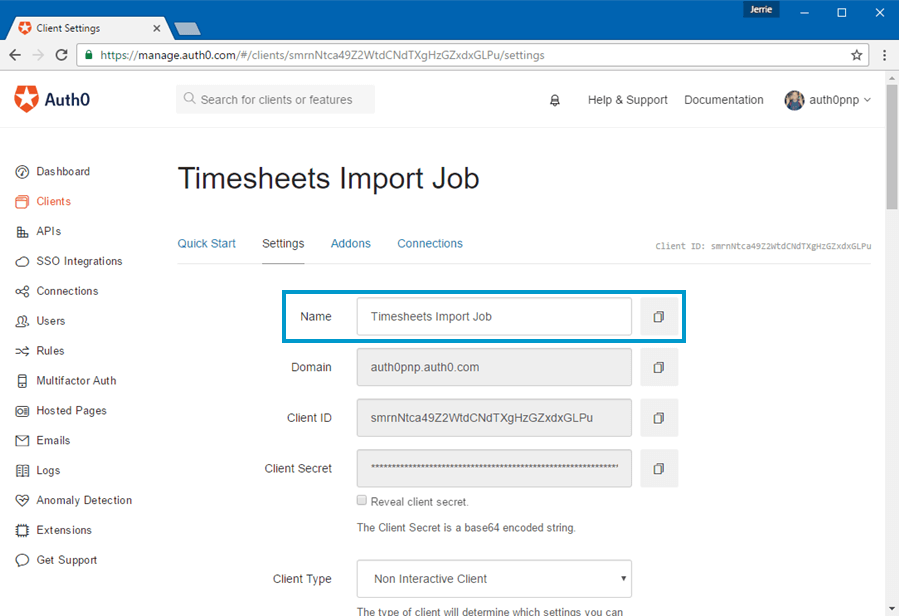 Jerrie
Client Settings
https://manage.auth0.com/#/clients/smrnNtca49Z2WtdCNdTXgHzGZxdxGLPu/settings
Auth0
Search for clients or features
Help & Support
Documentation
auth0pnp
Dashboard
Clients
APIs
SSO Integrations
Connections
Users
Rules
Multifactor Auth
Hosted Pages
Emails
Logs
Anomaly Detection
Extensions
Get Support
Timesheets Import Job
Quick Start
Settings
Addons
Connections
Client ID: smrnNtca49Z2WtdCNdTXgHzGZxdxGLPu
Name
Timesheets Import Job
Domain
auth0pnp.auth0.com
Client ID
smrnNtca49Z2WtdCNdTXgHzGZxdxGLPu
Client Secret
****************************************************************
Reveal client secret.
The Client Secret is a base64 encoded string.
Client Type
Non Interactive Client
The type of client will determine which settings you can